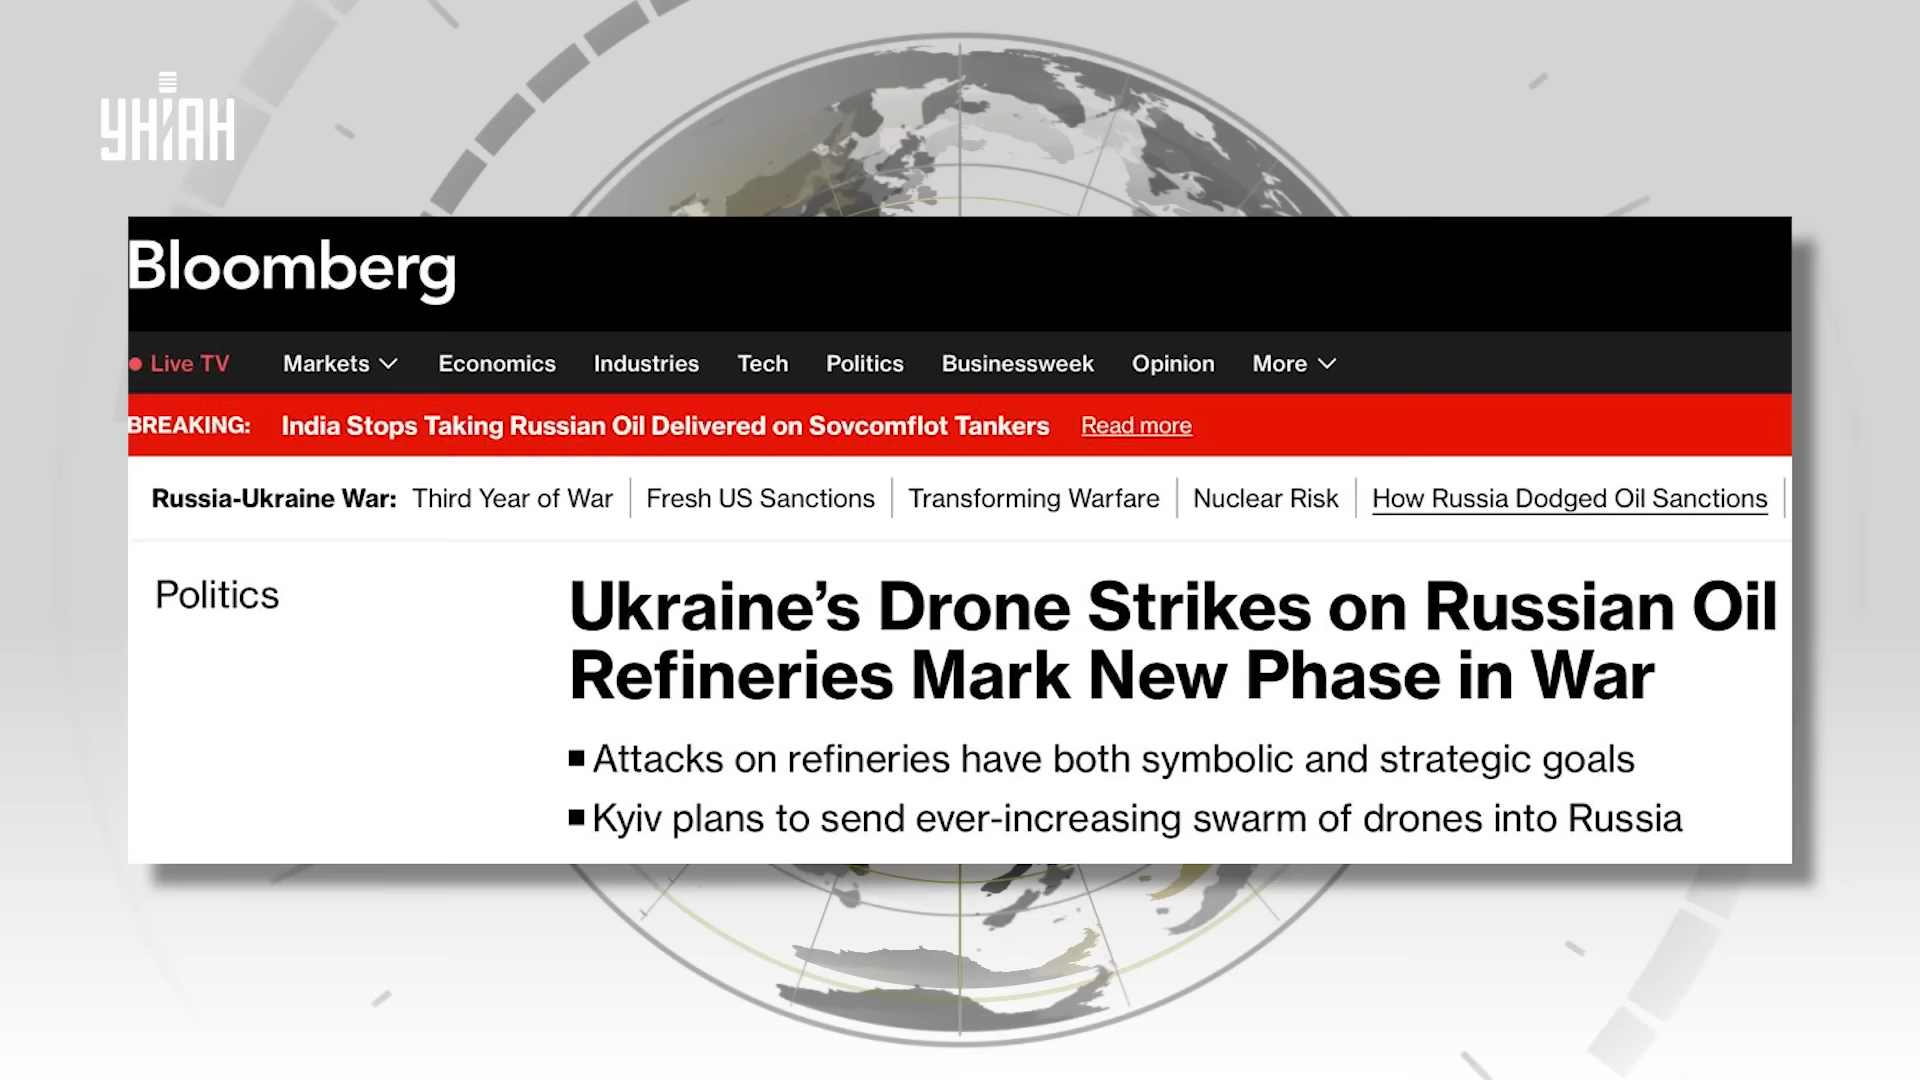 УНІАН
Bloomberg
Live TV Markets Economics Industries Tech Politics Businessweek Opinion More
BREAKING: India Stops Taking Russian Oil Delivered on Sovcomflot Tankers Read more
Russia-Ukraine War: Third Year of War Fresh US Sanctions Transforming Warfare Nuclear Risk How Russia Dodged Oil Sanctions
Politics
Ukraine’s Drone Strikes on Russian Oil
Refineries Mark New Phase in War
Attacks on refineries have both symbolic and strategic goals
Kyiv plans to send ever-increasing swarm of drones into Russia